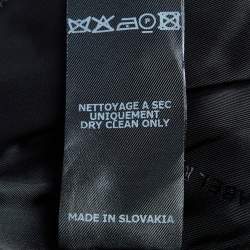 NETTOYAGE A SEC
UNIQUEMENT
DRY CLEAN ONLY
MADE IN SLOVAKIA